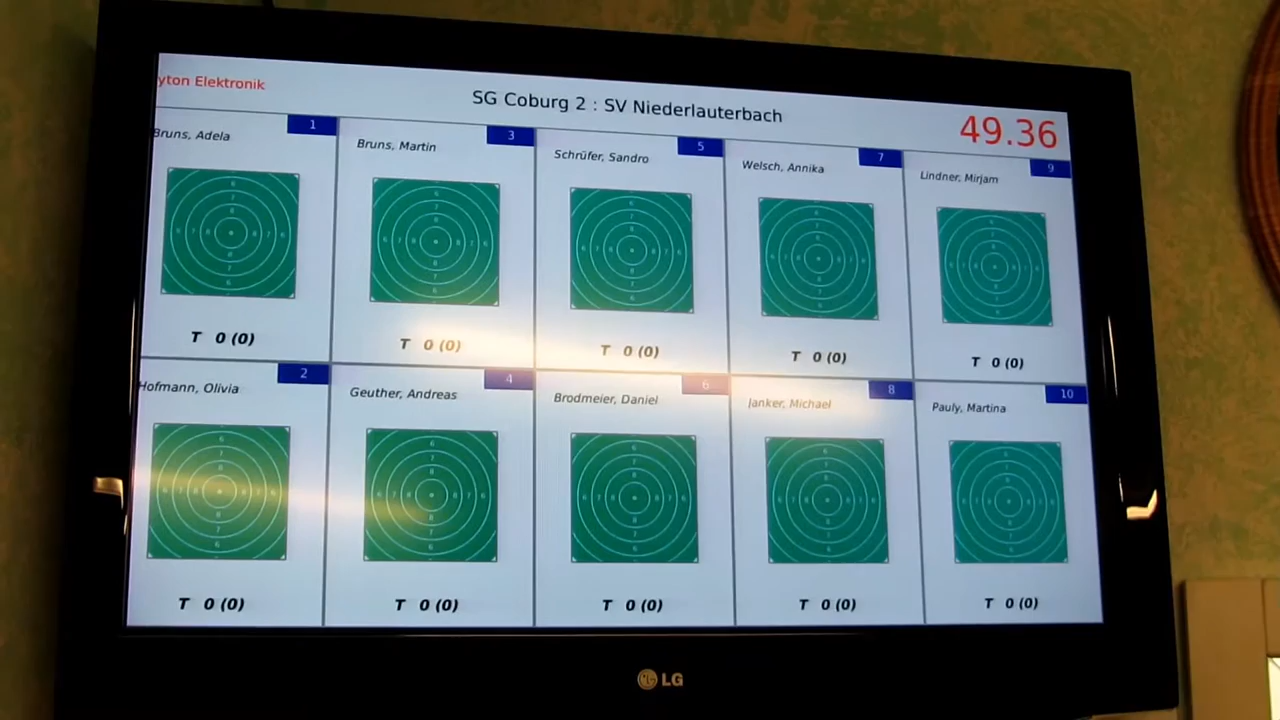 yton Elektronik
SG Coburg 2 : SV Niederlauterbach
49.36
1
Bruns, Adela
T 0 (0)
3
Bruns, Martin
T 0 (0)
5
Schrüfer, Sandro
T 0 (0)
7
Welsch, Annika
T 0 (0)
9
Lindner, Mirjam
T 0 (0)
2
Hofmann, Olivia
T 0 (0)
4
Geuther, Andreas
T 0 (0)
6
Brodmeier, Daniel
T 0 (0)
8
Janker, Michael
T 0 (0)
10
Pauly, Martina
T 0 (0)
LG